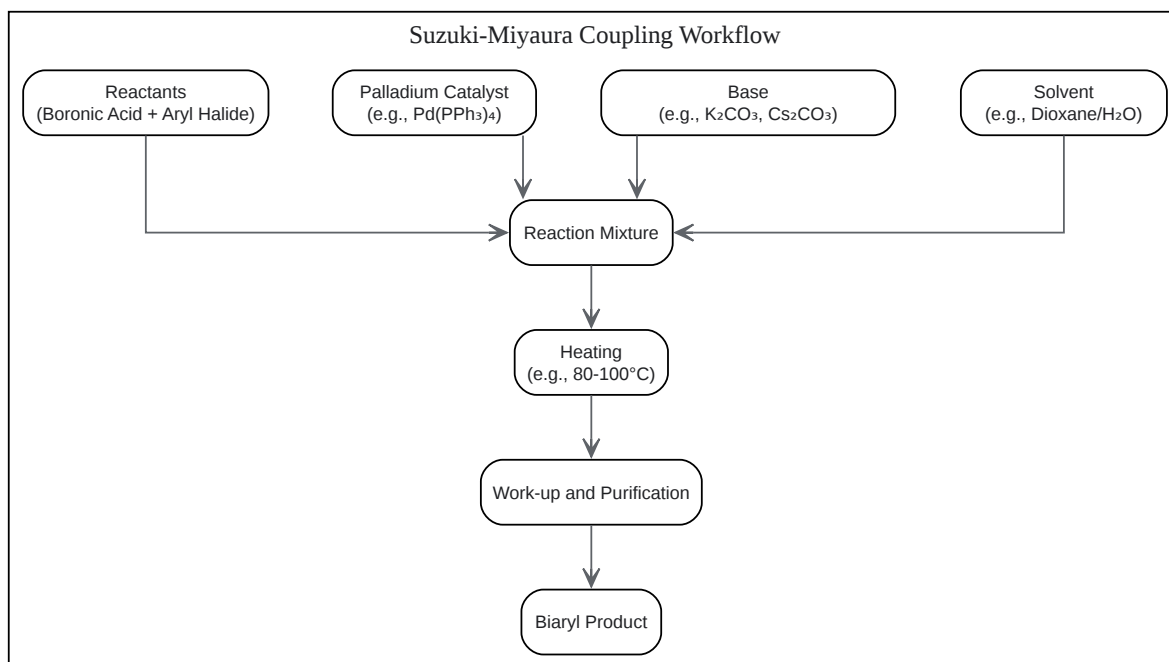 Suzuki-Miyaura Coupling Workflow
Reactants
(Boronic Acid + Aryl Halide)
Palladium Catalyst
(e.g., Pd(PPh₃)₄)
Base
(e.g., K₂CO₃, Cs₂CO₃)
Solvent
(e.g., Dioxane/H₂O)
Reaction Mixture
Heating
(e.g., 80-100°C)
Work-up and Purification
Biaryl Product